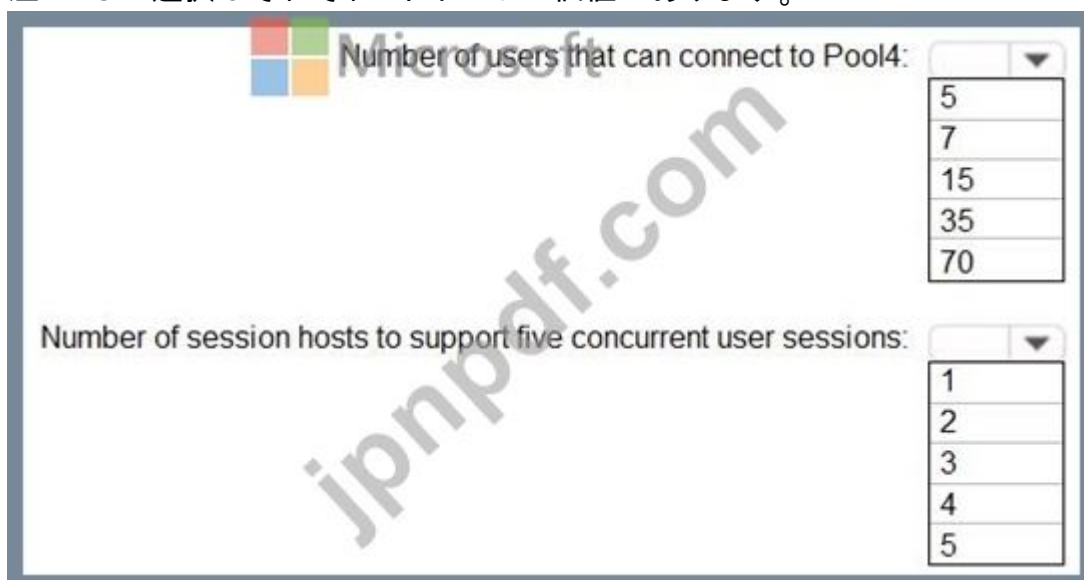 Microsoft
Number of users that can connect to Pool4:
5
7
15
35
70
Number of session hosts to support five concurrent user sessions:
1
2
3
4
5
jpnpdf.com